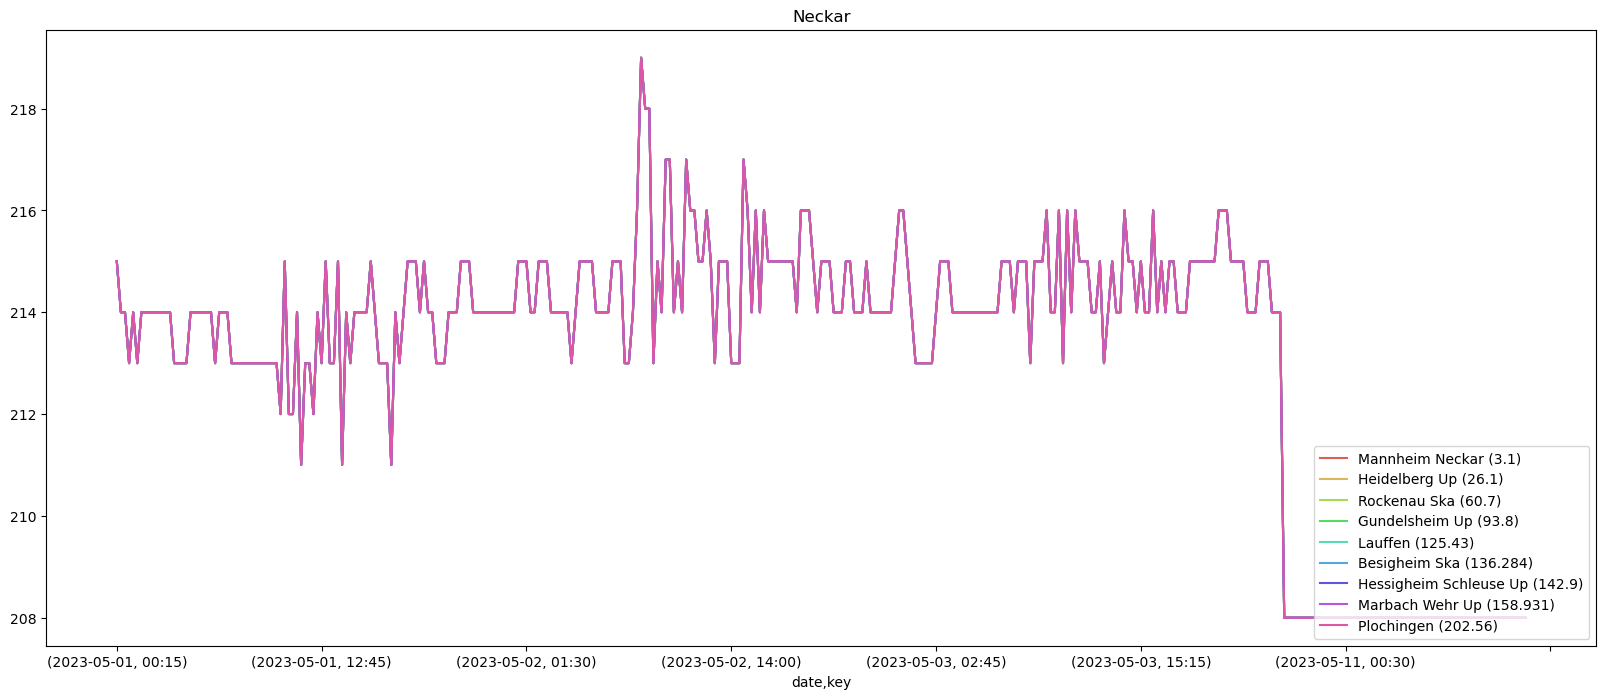 Neckar
218
216
214
212
210
208
Mannheim Neckar (3.1)
Heidelberg Up (26.1)
Rockenau Ska (60.7)
Gundelsheim Up (93.8)
Lauffen (125.43)
Besigheim Ska (136.284)
Hessigheim Schleuse Up (142.9)
Marbach Wehr Up (158.931)
Plochingen (202.56)
(2023-05-01, 00:15) (2023-05-01, 12:45) (2023-05-02, 01:30) (2023-05-02, 14:00) (2023-05-03, 02:45) (2023-05-03, 15:15) (2023-05-11, 00:30)
date,key